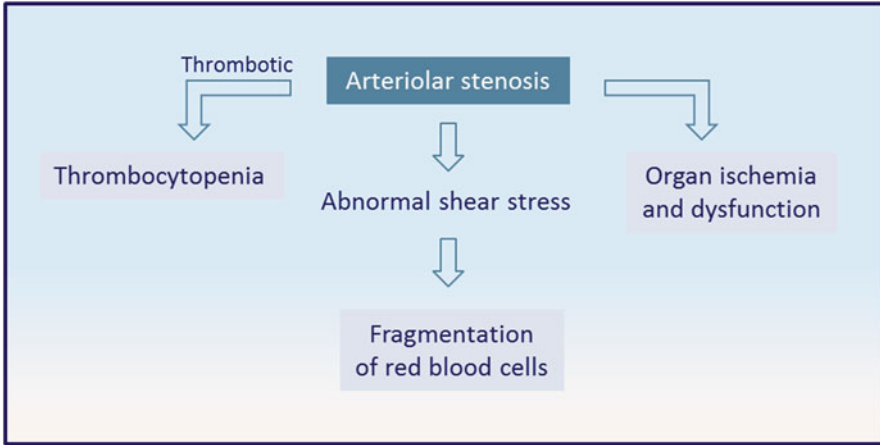 Thrombotic
Arteriolar stenosis
Thrombocytopenia
Abnormal shear stress
Organ ischemia
and dysfunction
Fragmentation
of red blood cells